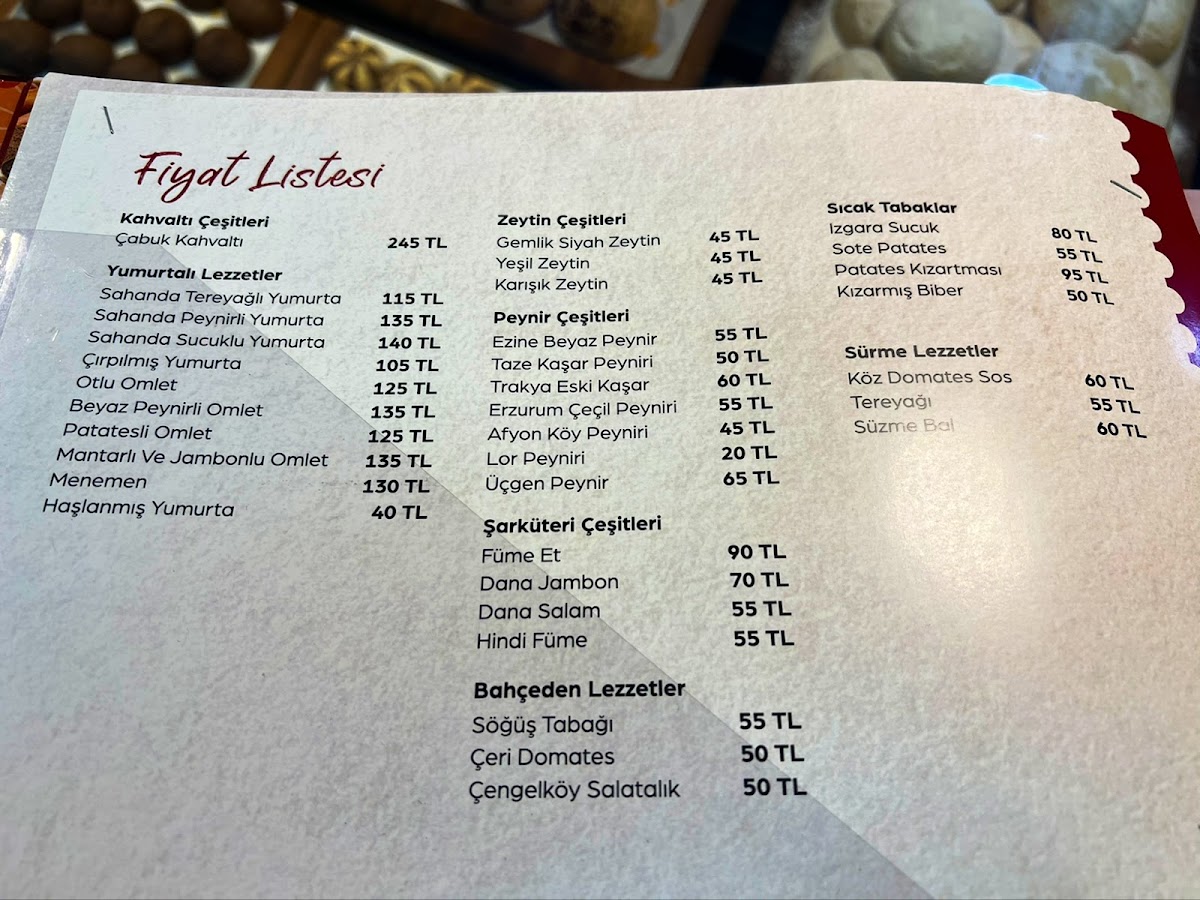 Fiyat Listesi
Kahvaltı Çeşitleri
Çabuk Kahvaltı 245 TL
Yumurtalı Lezzetler
Sahanda Tereyağlı Yumurta 115 TL
Sahanda Peynirli Yumurta 135 TL
Sahanda Sucuklu Yumurta 140 TL
Çırpılmış Yumurta 105 TL
Otlu Omlet 125 TL
Beyaz Peynirli Omlet 135 TL
Patatesli Omlet 125 TL
Mantarlı Ve Jambonlu Omlet 135 TL
Menemen 130 TL
Haşlanmış Yumurta 40 TL
Zeytin Çeşitleri
Gemlik Siyah Zeytin 45 TL
Yeşil Zeytin 45 TL
Karışık Zeytin 45 TL
Peynir Çeşitleri
Ezine Beyaz Peynir 55 TL
Taze Kaşar Peyniri 50 TL
Trakya Eski Kaşar 60 TL
Erzurum Çeçil Peyniri 55 TL
Afyon Köy Peyniri 45 TL
Lor Peyniri 20 TL
Üçgen Peynir 65 TL
Şarküteri Çeşitleri
Füme Et 90 TL
Dana Jambon 70 TL
Dana Salam 55 TL
Hindi Füme 55 TL
Bahçeden Lezzetler
Söğüş Tabağı 55 TL
Çeri Domates 50 TL
Çengelköy Salatalık 50 TL
Sıcak Tabaklar
Izgara Sucuk 80 TL
Sote Patates 55 TL
Patates Kızartması 95 TL
Kızarmış Biber 50 TL
Sürme Lezzetler
Köz Domates Sos 60 TL
Tereyağı 55 TL
Süzme Bal 60 TL